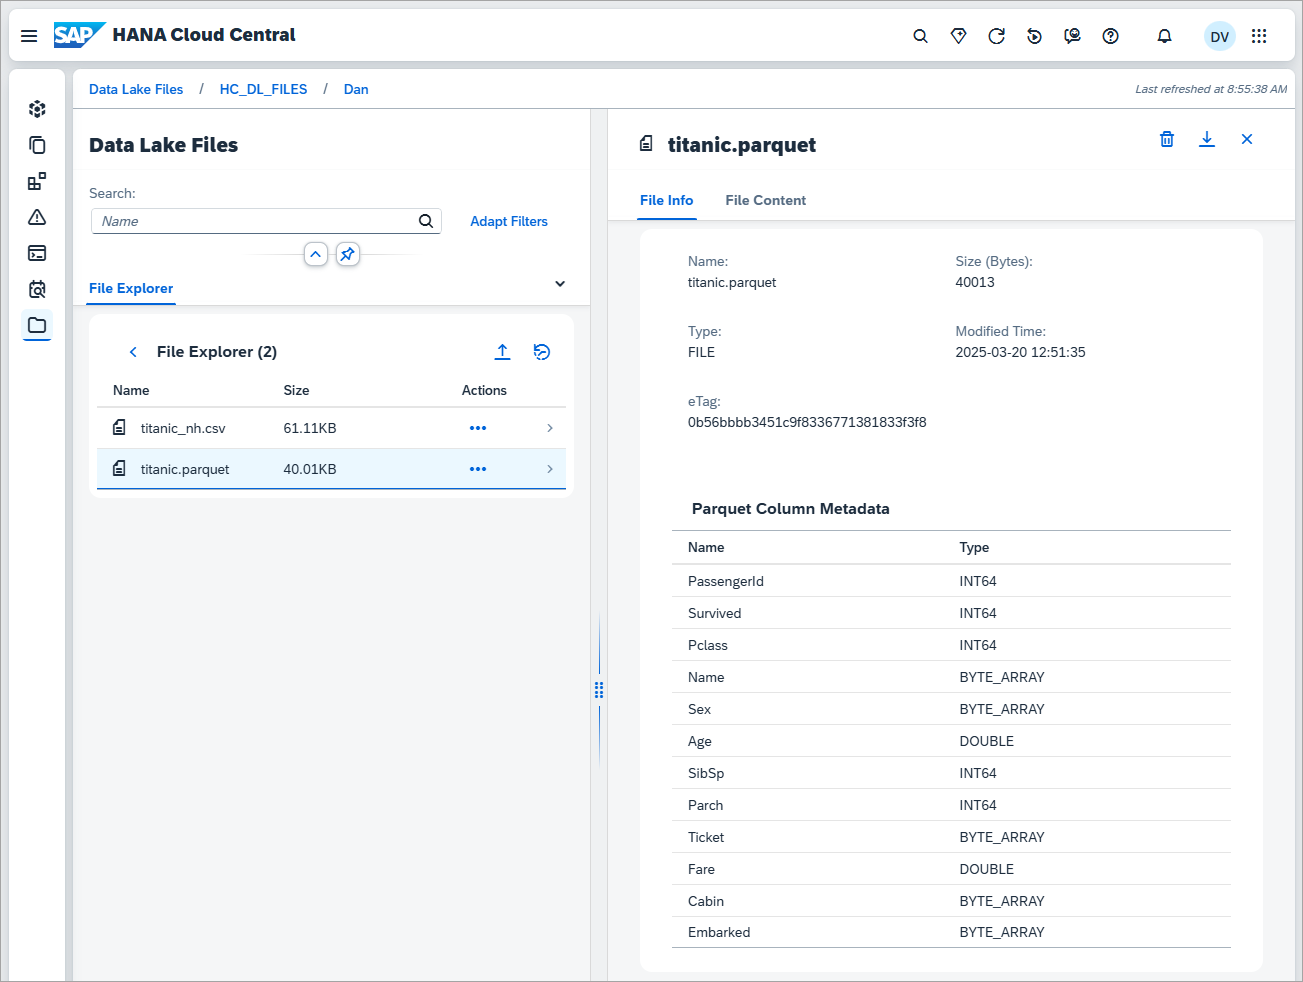 SAP HANA Cloud Central
DV
Data Lake Files / HC_DL_FILES / Dan
Last refreshed at 8:55:38 AM
Data Lake Files
Search:
Name
Adapt Filters
File Explorer
File Explorer (2)
Name Size Actions
titanic_nh.csv 61.11KB
titanic.parquet 40.01KB
titanic.parquet
File Info File Content
Name: Size (Bytes):
titanic.parquet 40013
Type: Modified Time:
FILE 2025-03-20 12:51:35
eTag:
0b56bbbb3451c9f8336771381833f3f8
Parquet Column Metadata
Name Type
PassengerId INT64
Survived INT64
Pclass INT64
Name BYTE_ARRAY
Sex BYTE_ARRAY
Age DOUBLE
SibSp INT64
Parch INT64
Ticket BYTE_ARRAY
Fare DOUBLE
Cabin BYTE_ARRAY
Embarked BYTE_ARRAY